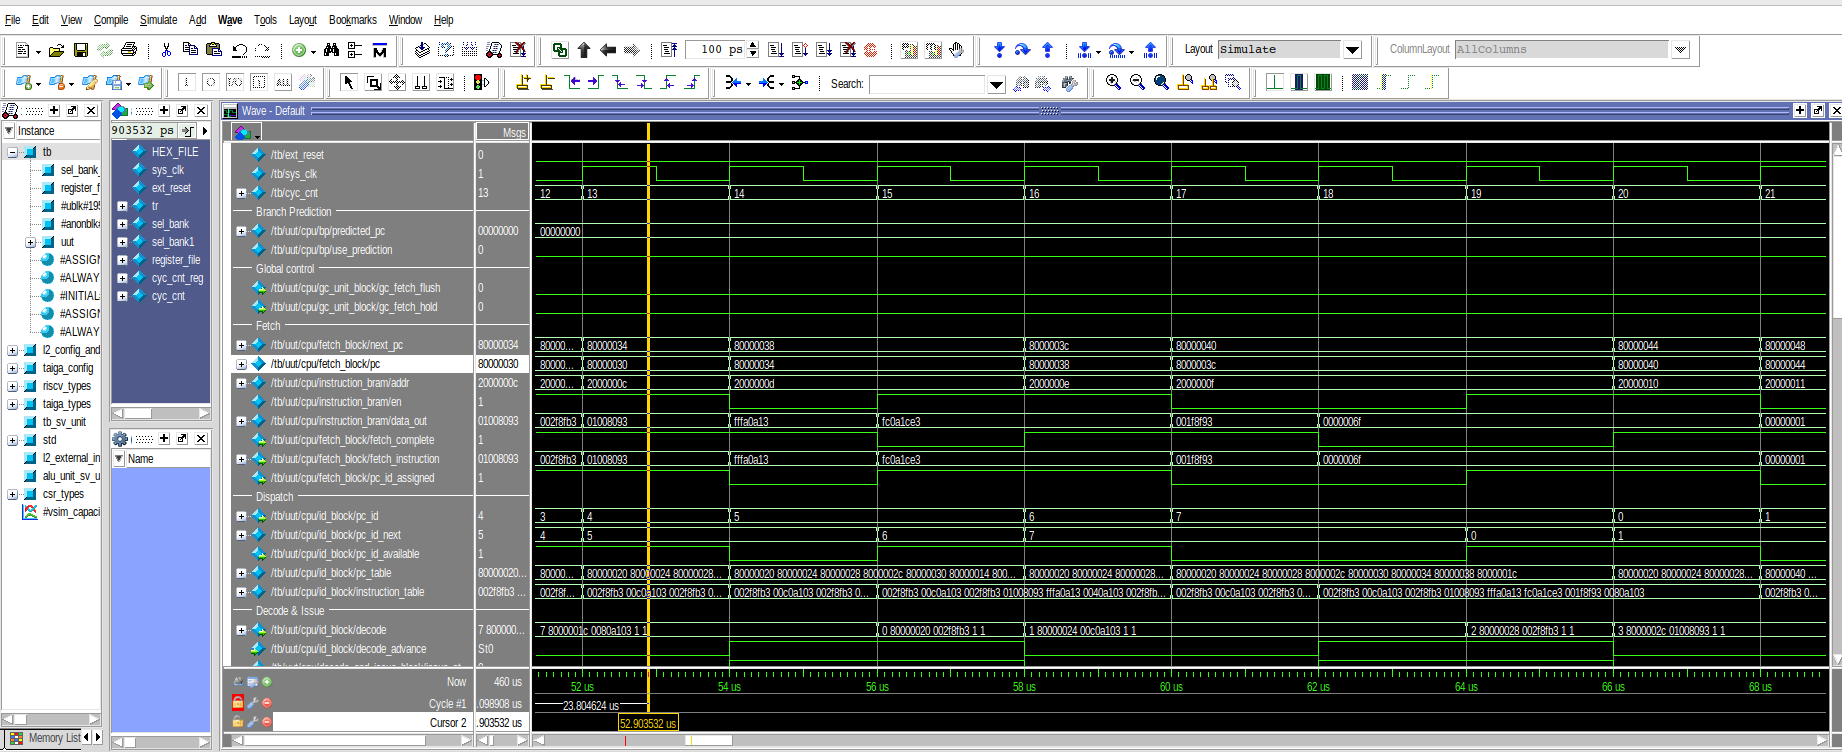 File Edit View Compile Simulate Add Wave Tools Layout Bookmarks Window Help
100 ps Layout Simulate ColumnLayout AllColumns
Search:
Wave - Default
Instance
tb
sel_bank_
register_f
#ublk#195
#anonblk
uut
#ASSIGN
#ALWAY
#INITIAL
#ASSIGN
#ALWAY
l2_config_and
taiga_config
riscv_types
taiga_types
tb_sv_unit
std
l2_external_in
alu_unit_sv_u
csr_types
#vsim_capaci
Memory List
903532 ps
HEX_FILE
sys_clk
ext_reset
tr
sel_bank
sel_bank1
register_file
cyc_cnt_reg
cyc_cnt
Name
Msgs
/tb/ext_reset 0
/tb/sys_clk 1
/tb/cyc_cnt 13 12 13 14 15 16 17 18 19 20 21
Branch Prediction
/tb/uut/cpu/bp/predicted_pc 00000000 00000000
/tb/uut/cpu/bp/use_prediction 0
Global control
/tb/uut/cpu/gc_unit_block/gc_fetch_flush 0
/tb/uut/cpu/gc_unit_block/gc_fetch_hold 0
Fetch
/tb/uut/cpu/fetch_block/next_pc 80000034 80000... 80000034 80000038 8000003c 80000040 80000044 80000048
/tb/uut/cpu/fetch_block/pc 80000030 80000... 80000030 80000034 80000038 8000003c 80000040 80000044
/tb/uut/cpu/instruction_bram/addr 2000000c 20000... 2000000c 2000000d 2000000e 2000000f 20000010 20000011
/tb/uut/cpu/instruction_bram/en 1
/tb/uut/cpu/instruction_bram/data_out 01008093 002f8fb3 01008093 fffa0a13 fc0a1ce3 001f8f93 0000006f 00000001
/tb/uut/cpu/fetch_block/fetch_complete 1
/tb/uut/cpu/fetch_block/fetch_instruction 01008093 002f8fb3 01008093 fffa0a13 fc0a1ce3 001f8f93 0000006f 00000001
/tb/uut/cpu/fetch_block/pc_id_assigned 1
Dispatch
/tb/uut/cpu/id_block/pc_id 4 3 4 5 6 7 0 1
/tb/uut/cpu/id_block/pc_id_next 5 4 5 6 7 0 1
/tb/uut/cpu/id_block/pc_id_available 1
/tb/uut/cpu/id_block/pc_table 80000020... 80000... 80000020 80000024 80000028... 80000020 80000024 80000028 8000002c 80000030 80000014 800... 80000020 80000024 80000028... 80000020 80000024 80000028 8000002c 80000030 80000034 80000038 8000001c 80000020 80000024 80000028... 80000040 ...
/tb/uut/cpu/id_block/instruction_table 002f8fb3 ... 002f8f... 002f8fb3 00c0a103 002f8fb3 0... 002f8fb3 00c0a103 002f8fb3 0... 002f8fb3 00c0a103 002f8fb3 01008093 fffa0a13 0040a103 002f8fb... 002f8fb3 00c0a103 002f8fb3 0... 002f8fb3 00c0a103 002f8fb3 01008093 fffa0a13 fc0a1ce3 001f8f93 0080a103 002f8fb3 0...
Decode & Issue
/tb/uut/cpu/id_block/decode 7 800000... 7 8000001c 0080a103 1 1 0 80000020 002f8fb3 1 1 1 80000024 00c0a103 1 1 2 80000028 002f8fb3 1 1 3 8000002c 01008093 1 1
/tb/uut/cpu/id_block/decode_advance St0
Now 460 us 52 us 54 us 56 us 58 us 60 us 62 us 64 us 66 us 68 us
Cycle #1 .098908 us 23.804624 us
Cursor 2 .903532 us 52.903532 us